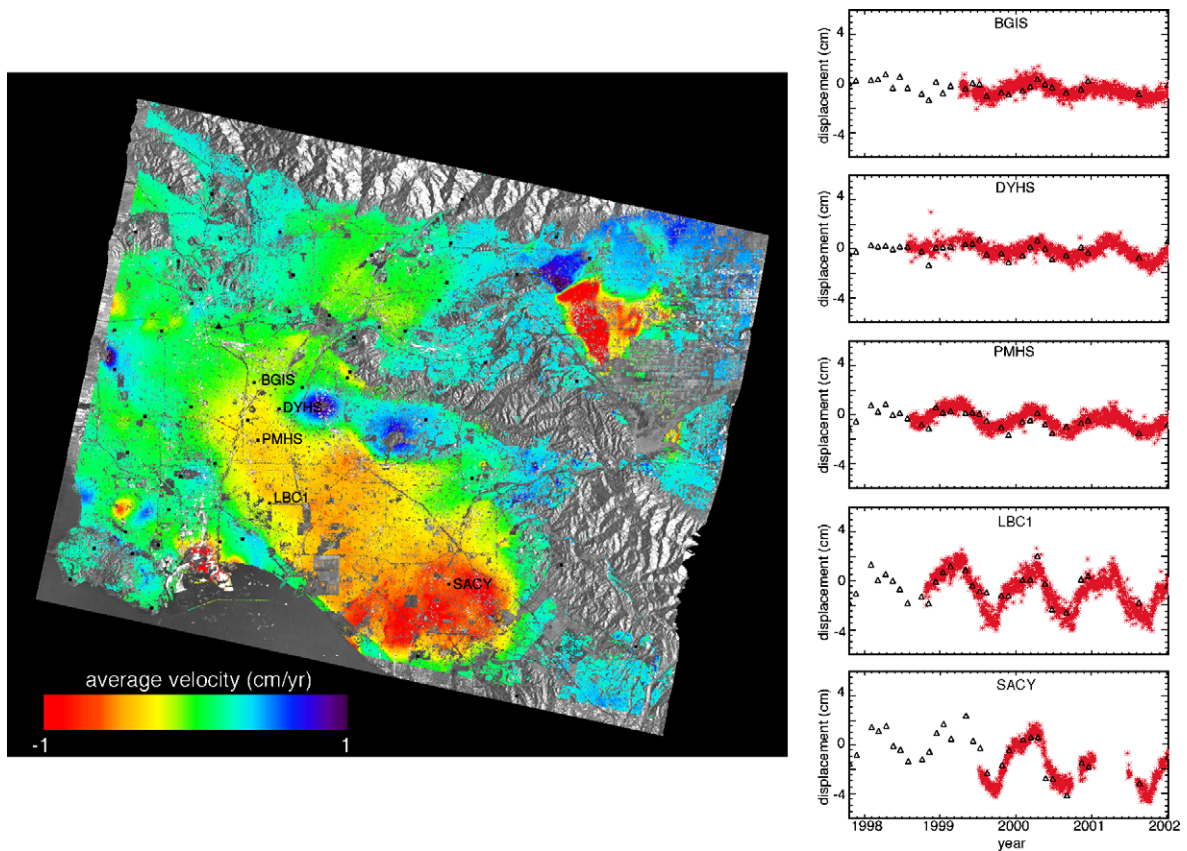 BGIS
DYHS
PMHS
LBC1
SACY
average velocity (cm/yr)
-1 1
BGIS
displacement (cm)
4
0
-4
DYHS
displacement (cm)
4
0
-4
PMHS
displacement (cm)
4
0
-4
LBC1
displacement (cm)
4
0
-4
SACY
displacement (cm)
4
0
-4
1998 1999 2000 2001 2002
year